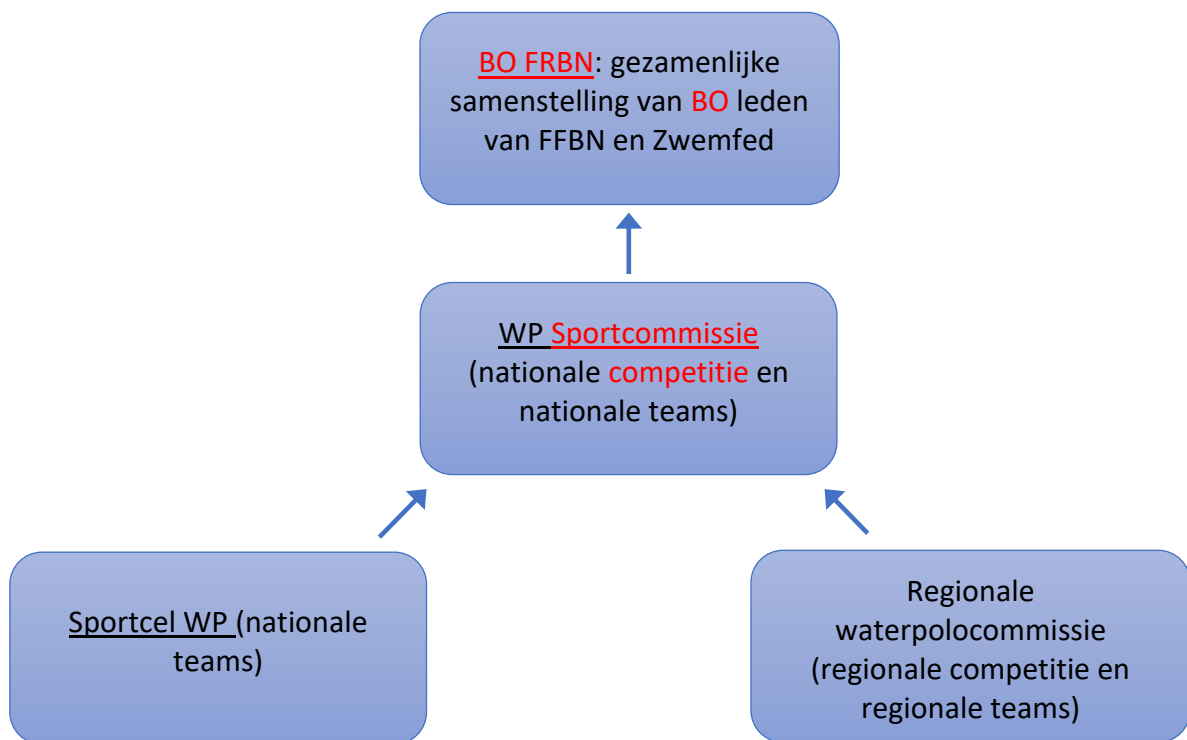 BO FRBN: gezamenlijke
samenstelling van BO leden
van FFBN en Zwemfed
WP Sportcommissie
(nationale competitie en
nationale teams)
Sportcel WP (nationale
teams)
Regionale
waterpolocommissie
(regionale competitie en
regionale teams)